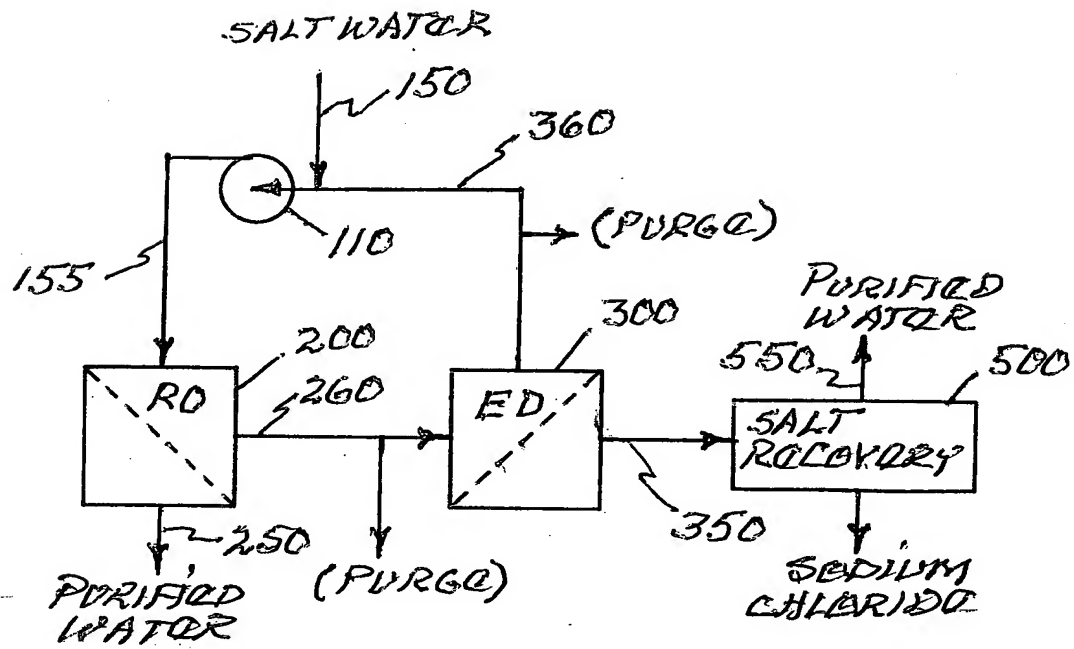 SALT WATER
150
360
110
(PURGE)
155
PURIFIED
WATER
300
200
550
500
RO
260
ED
SALT
RECOVERY
350
250
(PURGE)
SODIUM
CHLORIDE
PURIFIED
WATER